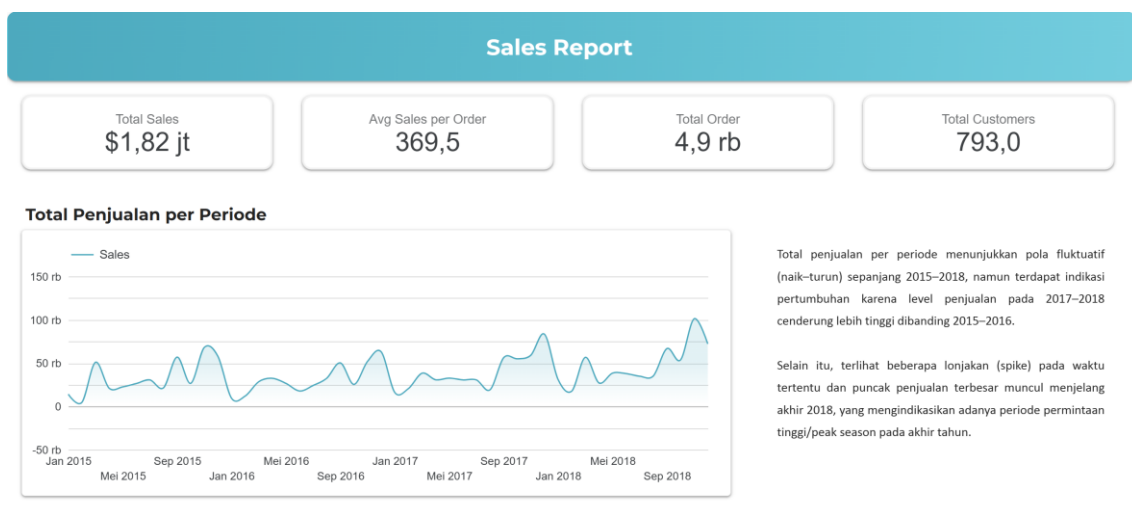 Sales Report
Total Sales
$1,82 jt
Avg Sales per Order
369,5
Total Order
4,9 rb
Total Customers
793,0
Total Penjualan per Periode
Sales
150 rb
100 rb
50 rb
0
-50 rb
Jan 2015
Mei 2015
Sep 2015
Jan 2016
Mei 2016
Sep 2016
Jan 2017
Mei 2017
Sep 2017
Jan 2018
Mei 2018
Sep 2018
Total penjualan per periode menunjukkan pola fluktuatif
(naik–turun) sepanjang 2015–2018, namun terdapat indikasi
pertumbuhan karena level penjualan pada 2017–2018
cenderung lebih tinggi dibanding 2015–2016.
Selain itu, terlihat beberapa lonjakan (spike) pada waktu
tertentu dan puncak penjualan terbesar muncul menjelang
akhir 2018, yang mengindikasikan adanya periode permintaan
tinggi/peak season pada akhir tahun.